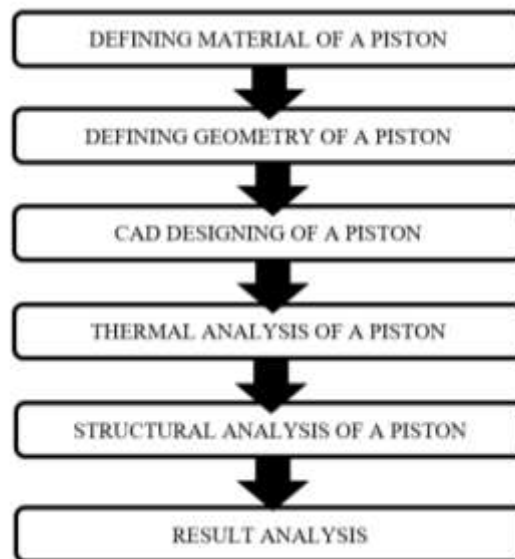 DEFINING MATERIAL OF A PISTON
DEFINING GEOMETRY OF A PISTON
CAD DESIGNING OF A PISTON
THERMAL ANALYSIS OF A PISTON
STRUCTURAL ANALYSIS OF A PISTON
RESULT ANALYSIS